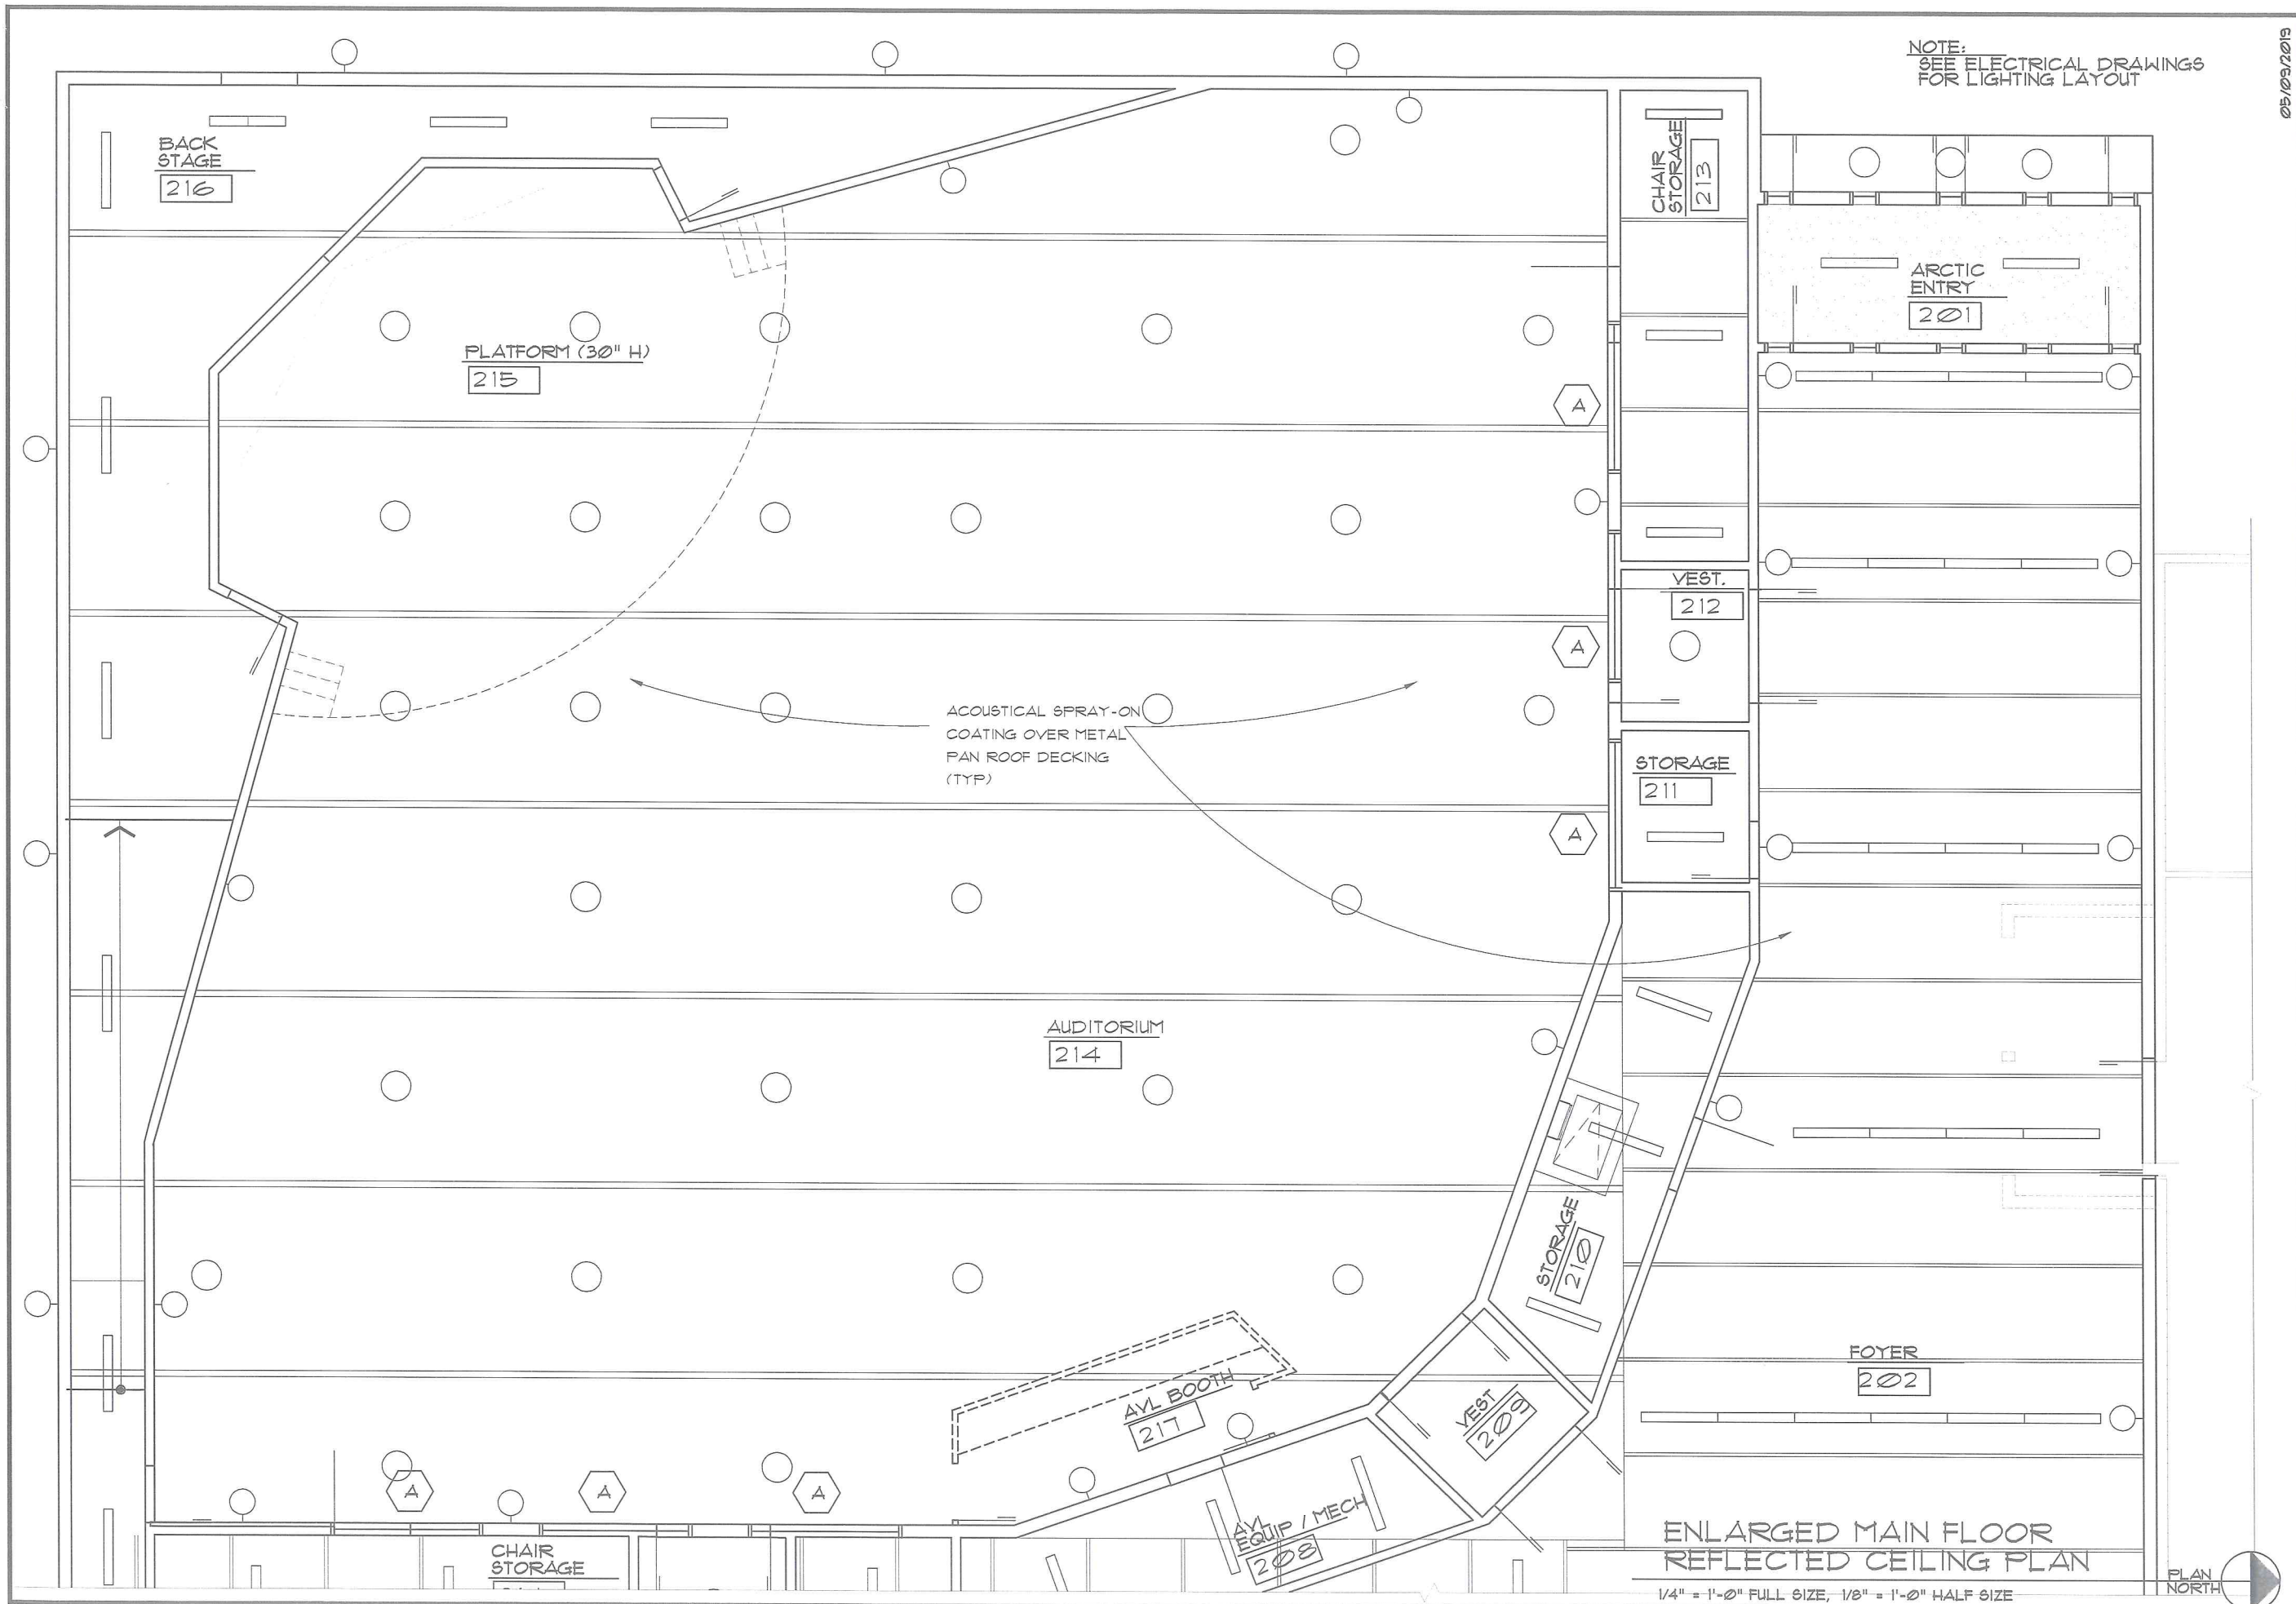 NOTE:
SEE ELECTRICAL DRAWINGS
FOR LIGHTING LAYOUT
05/09/2019
BACK
STAGE
216
CHAIR
STORAGE
213
ARCTIC
ENTRY
201
PLATFORM (30" H)
215
A
VEST.
212
A
ACOUSTICAL SPRAY-ON
COATING OVER METAL
PAN ROOF DECKING
(TYP)
STORAGE
211
A
AUDITORIUM
214
STORAGE
210
FOYER
202
AVL BOOTH
217
VEST
209
A
A
A
AVL
EQUIP / MECH
208
CHAIR
STORAGE
ENLARGED MAIN FLOOR
REFLECTED CEILING PLAN
1/4" = 1'-0" FULL SIZE, 1/8" = 1'-0" HALF SIZE
PLAN
NORTH